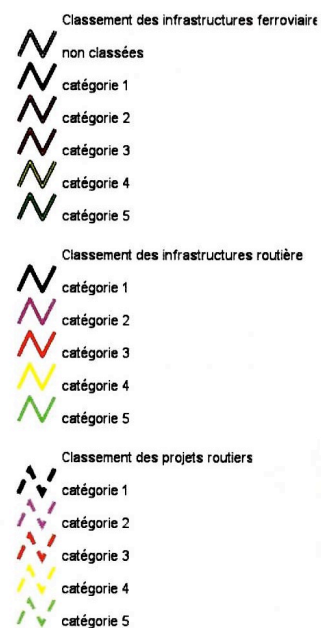 Classement des infrastructures ferroviaire
non classées
catégorie 1
catégorie 2
catégorie 3
catégorie 4
catégorie 5
Classement des infrastructures routière
catégorie 1
catégorie 2
catégorie 3
catégorie 4
catégorie 5
Classement des projets routiers
catégorie 1
catégorie 2
catégorie 3
catégorie 4
catégorie 5